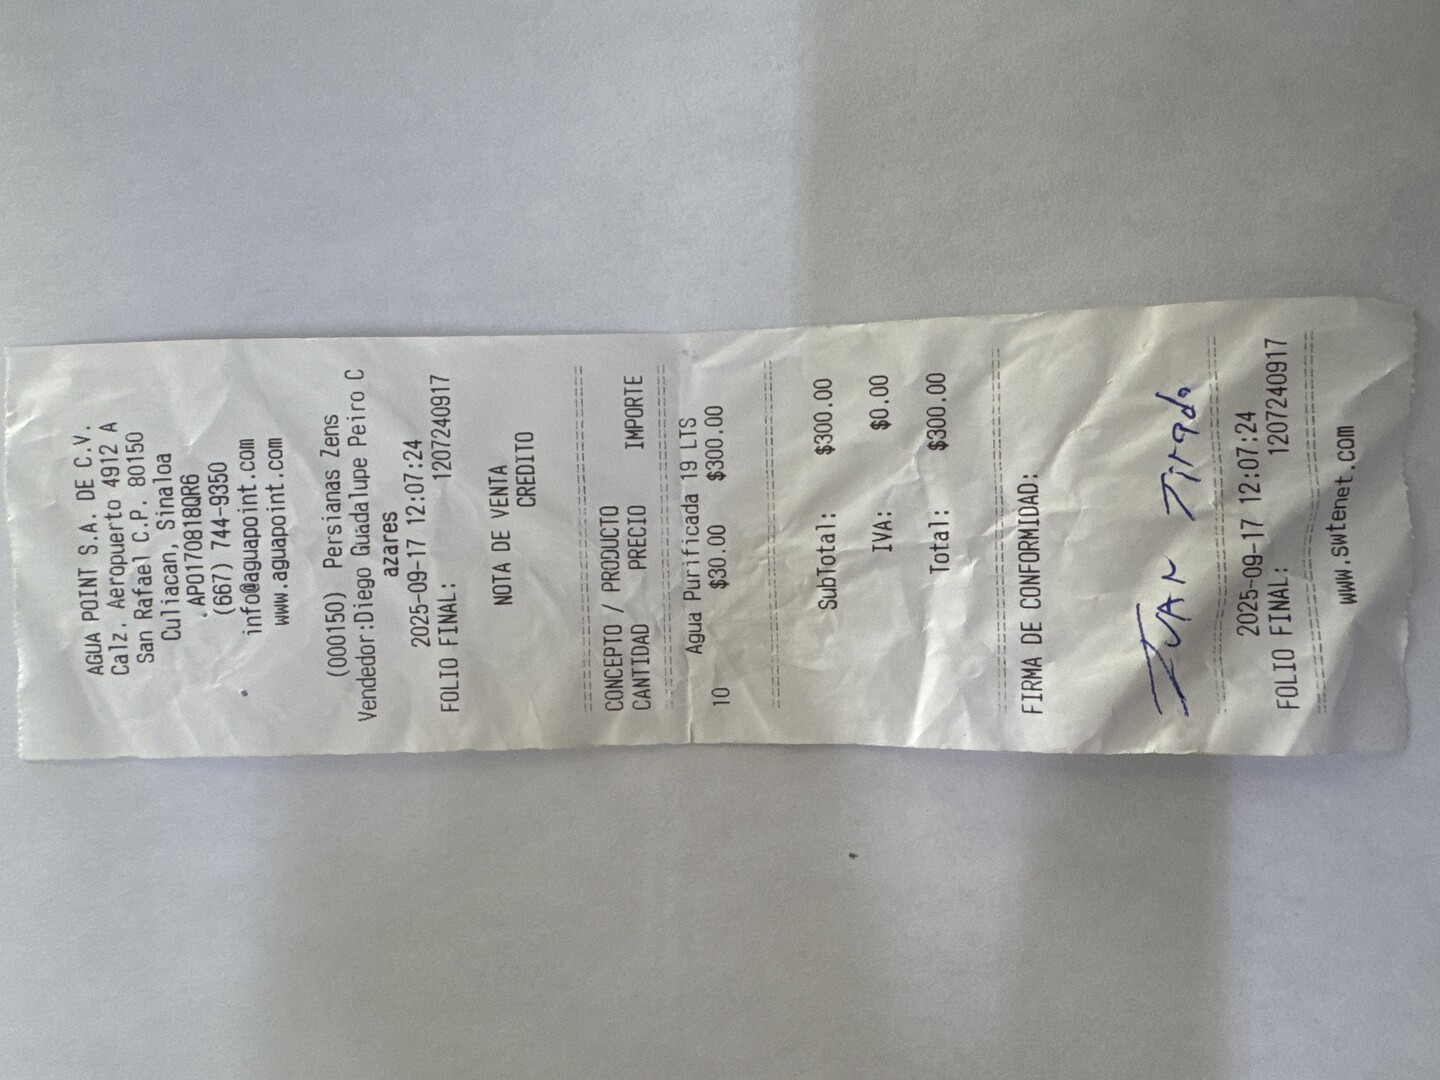 AGUA POINT S.A. DE C.V.
Calz. Aeropuerto 4912 A
San Rafael C.P. 80150
Culiacan, Sinaloa
APO170818QR6
(667) 744-9350
info@aguapoint.com
www.aguapoint.com
(000150) Persianas Zens
Vendedor:Diego Guadalupe Peiro C
azares
2025-09-17 12:07:24
FOLIO FINAL: 1207240917
NOTA DE VENTA
CREDITO
CONCEPTO / PRODUCTO
CANTIDAD PRECIO IMPORTE
Agua Purificada 19 LTS
10 $30.00 $300.00
SubTotal: $300.00
IVA: $0.00
Total: $300.00
FIRMA DE CONFORMIDAD:
IVAN Tirado
2025-09-17 12:07:24
FOLIO FINAL: 1207240917
www.swtenet.com